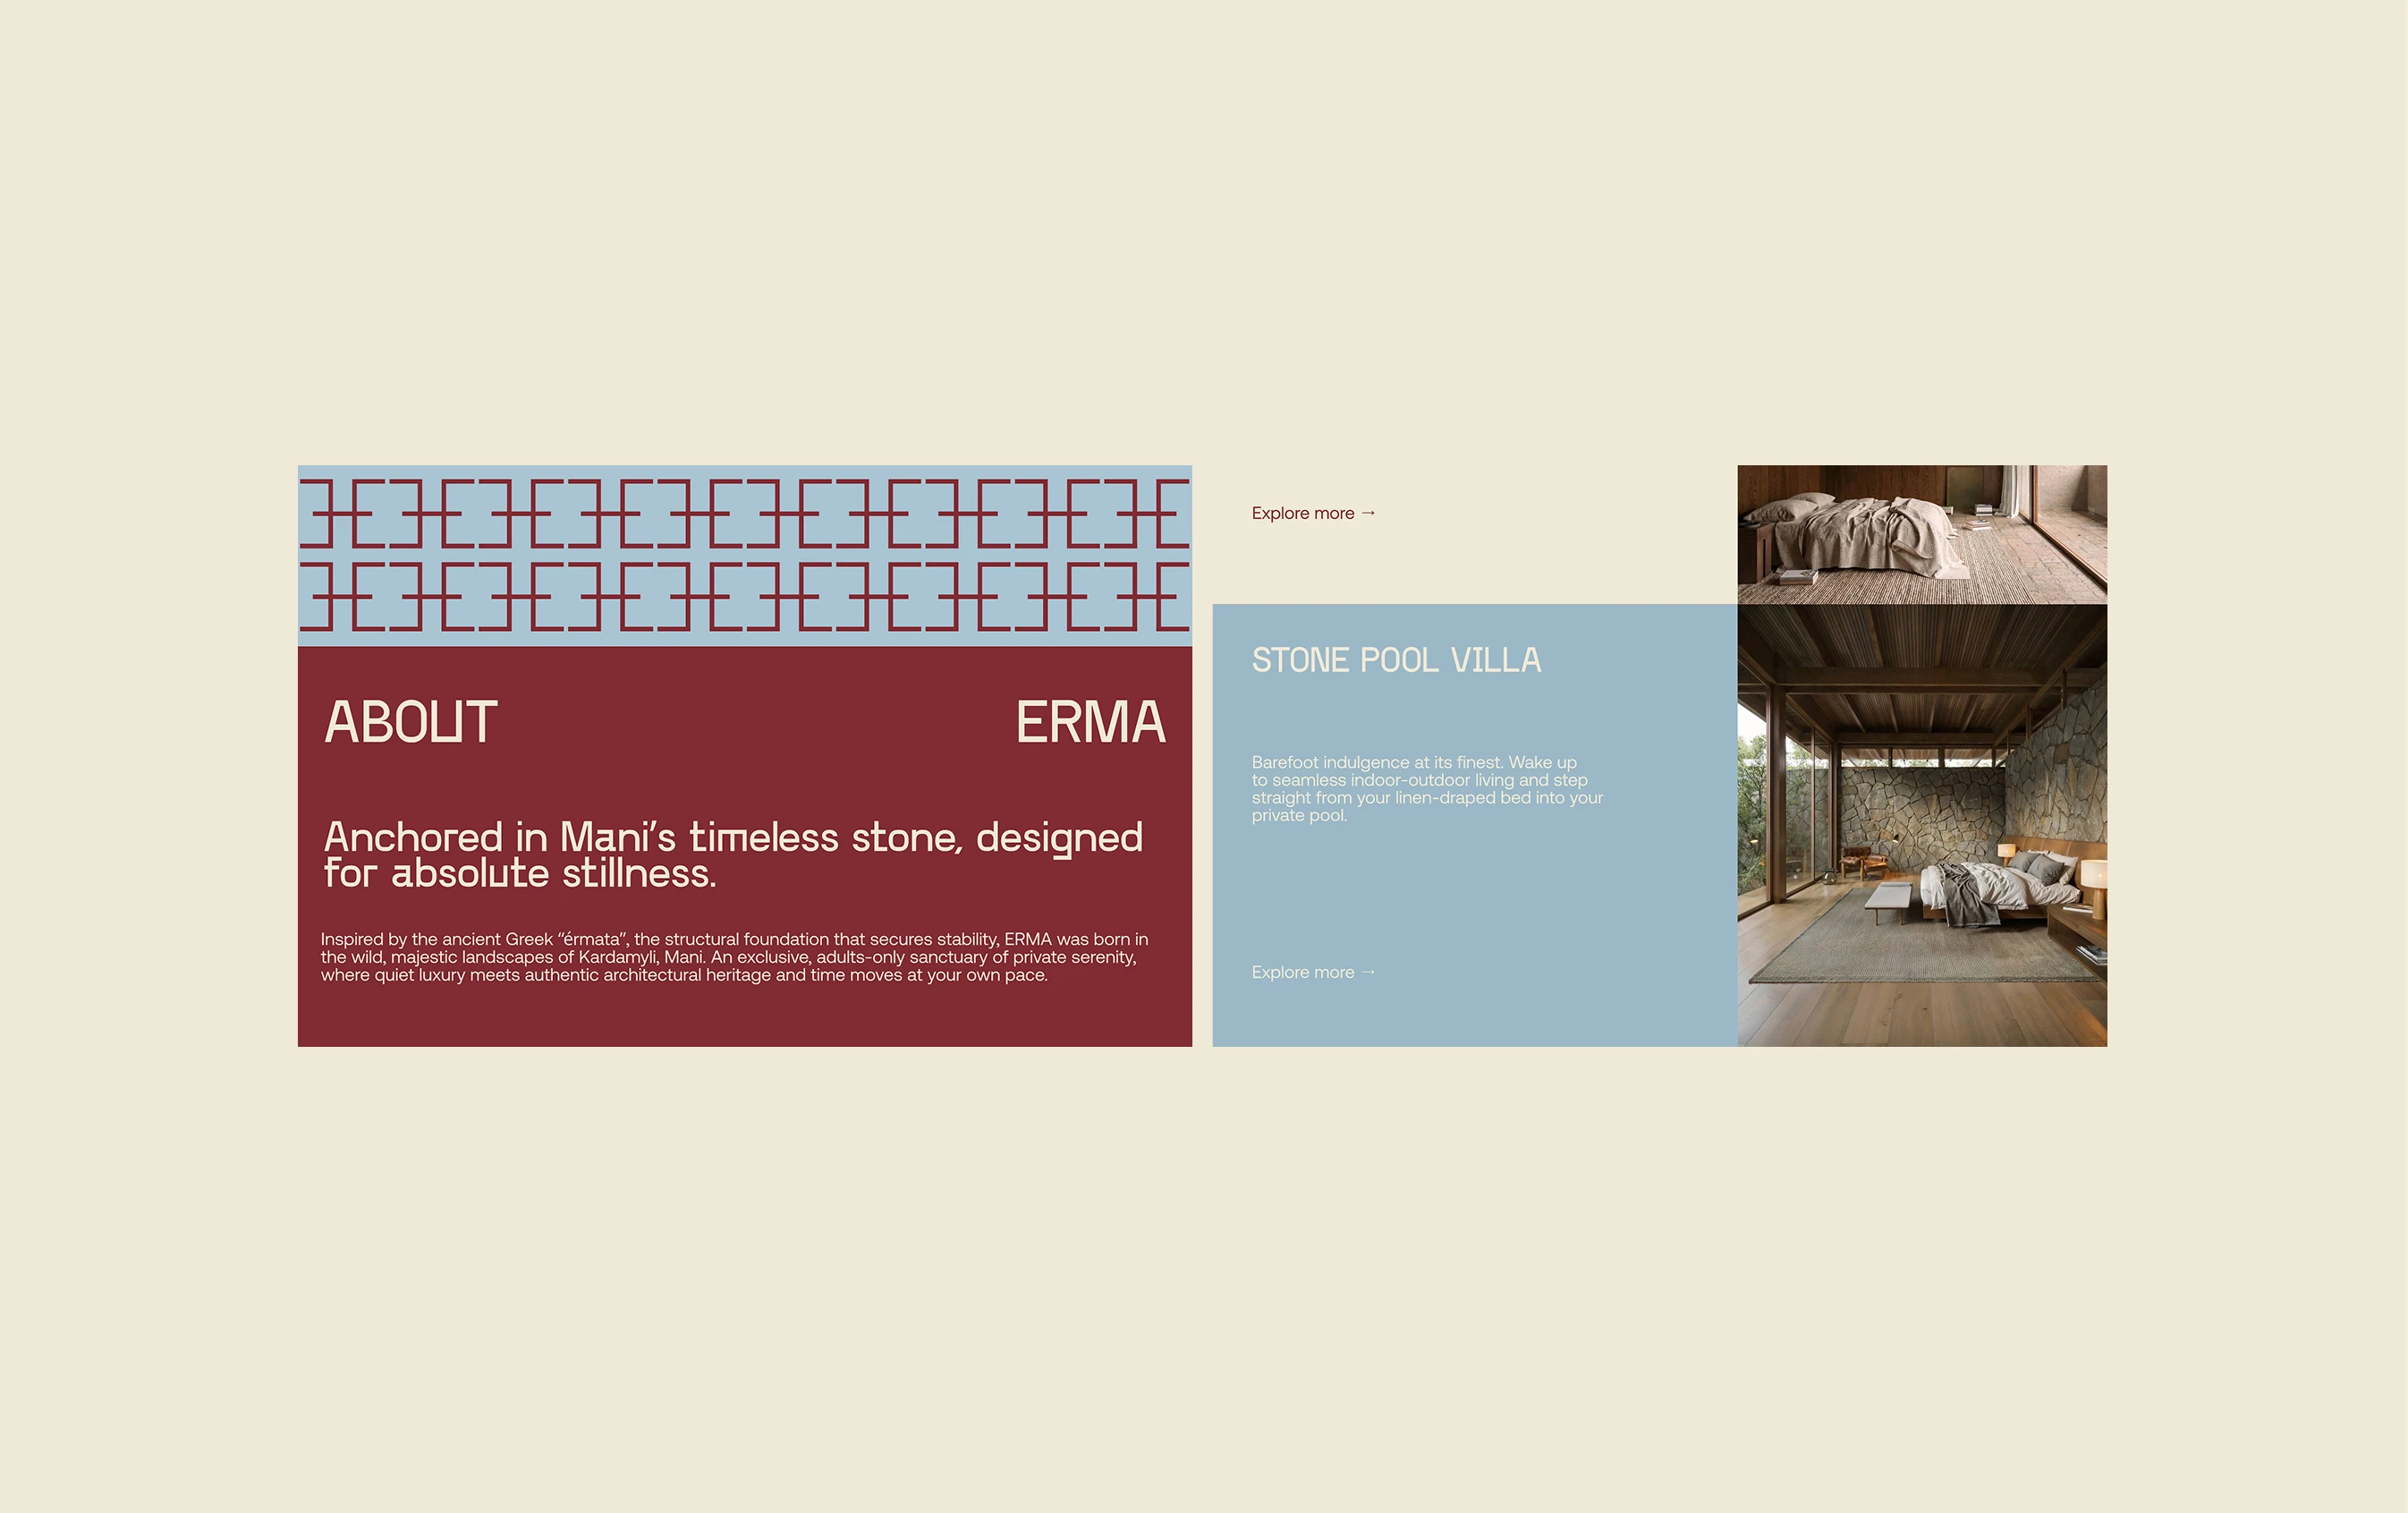 ABOUT ERMA
Anchored in Mani’s timeless stone, designed
for absolute stillness.
Inspired by the ancient Greek “érmata”, the structural foundation that secures stability, ERMA was born in
the wild, majestic landscapes of Kardamyli, Mani. An exclusive, adults-only sanctuary of private serenity,
where quiet luxury meets authentic architectural heritage and time moves at your own pace.
Explore more →
STONE POOL VILLA
Barefoot indulgence at its finest. Wake up
to seamless indoor-outdoor living and step
straight from your linen-draped bed into your
private pool.
Explore more →